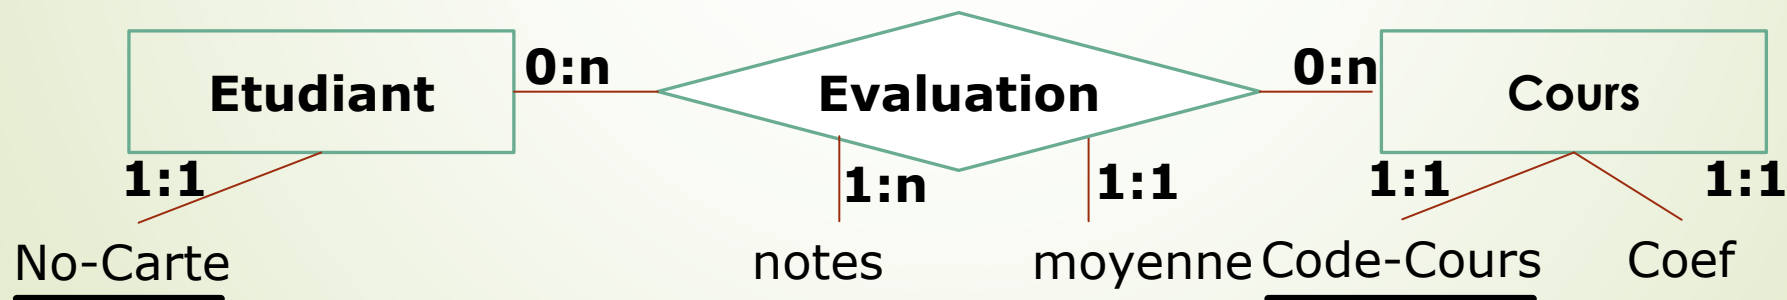 Etudiant 0:n Evaluation 0:n Cours
1:1 1:n 1:1 1:1 1:1
No-Carte notes moyenne Code-Cours Coef